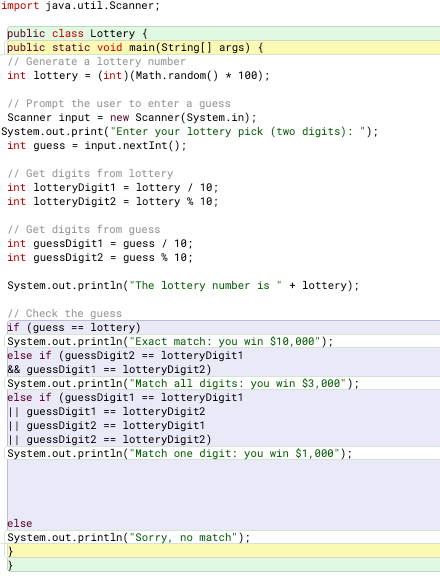 import java.util.Scanner;
public class Lottery {
public static void main(String[] args) {
// Generate a lottery number
int lottery = (int)(Math.random() * 100);
// Prompt the user to enter a guess
Scanner input = new Scanner(System.in);
System.out.print("Enter your lottery pick (two digits): ");
int guess = input.nextInt();
// Get digits from lottery
int lotteryDigit1 = lottery / 10;
int lotteryDigit2 = lottery % 10;
// Get digits from guess
int guessDigit1 = guess / 10;
int guessDigit2 = guess % 10;
System.out.println("The lottery number is " + lottery);
// Check the guess
if (guess == lottery)
System.out.println("Exact match: you win $10,000");
else if (guessDigit2 == lotteryDigit1
&& guessDigit1 == lotteryDigit2)
System.out.println("Match all digits: you win $3,000");
else if (guessDigit1 == lotteryDigit1
|| guessDigit1 == lotteryDigit2
|| guessDigit2 == lotteryDigit1
|| guessDigit2 == lotteryDigit2)
System.out.println("Match one digit: you win $1,000");
else
System.out.println("Sorry, no match");
}
}